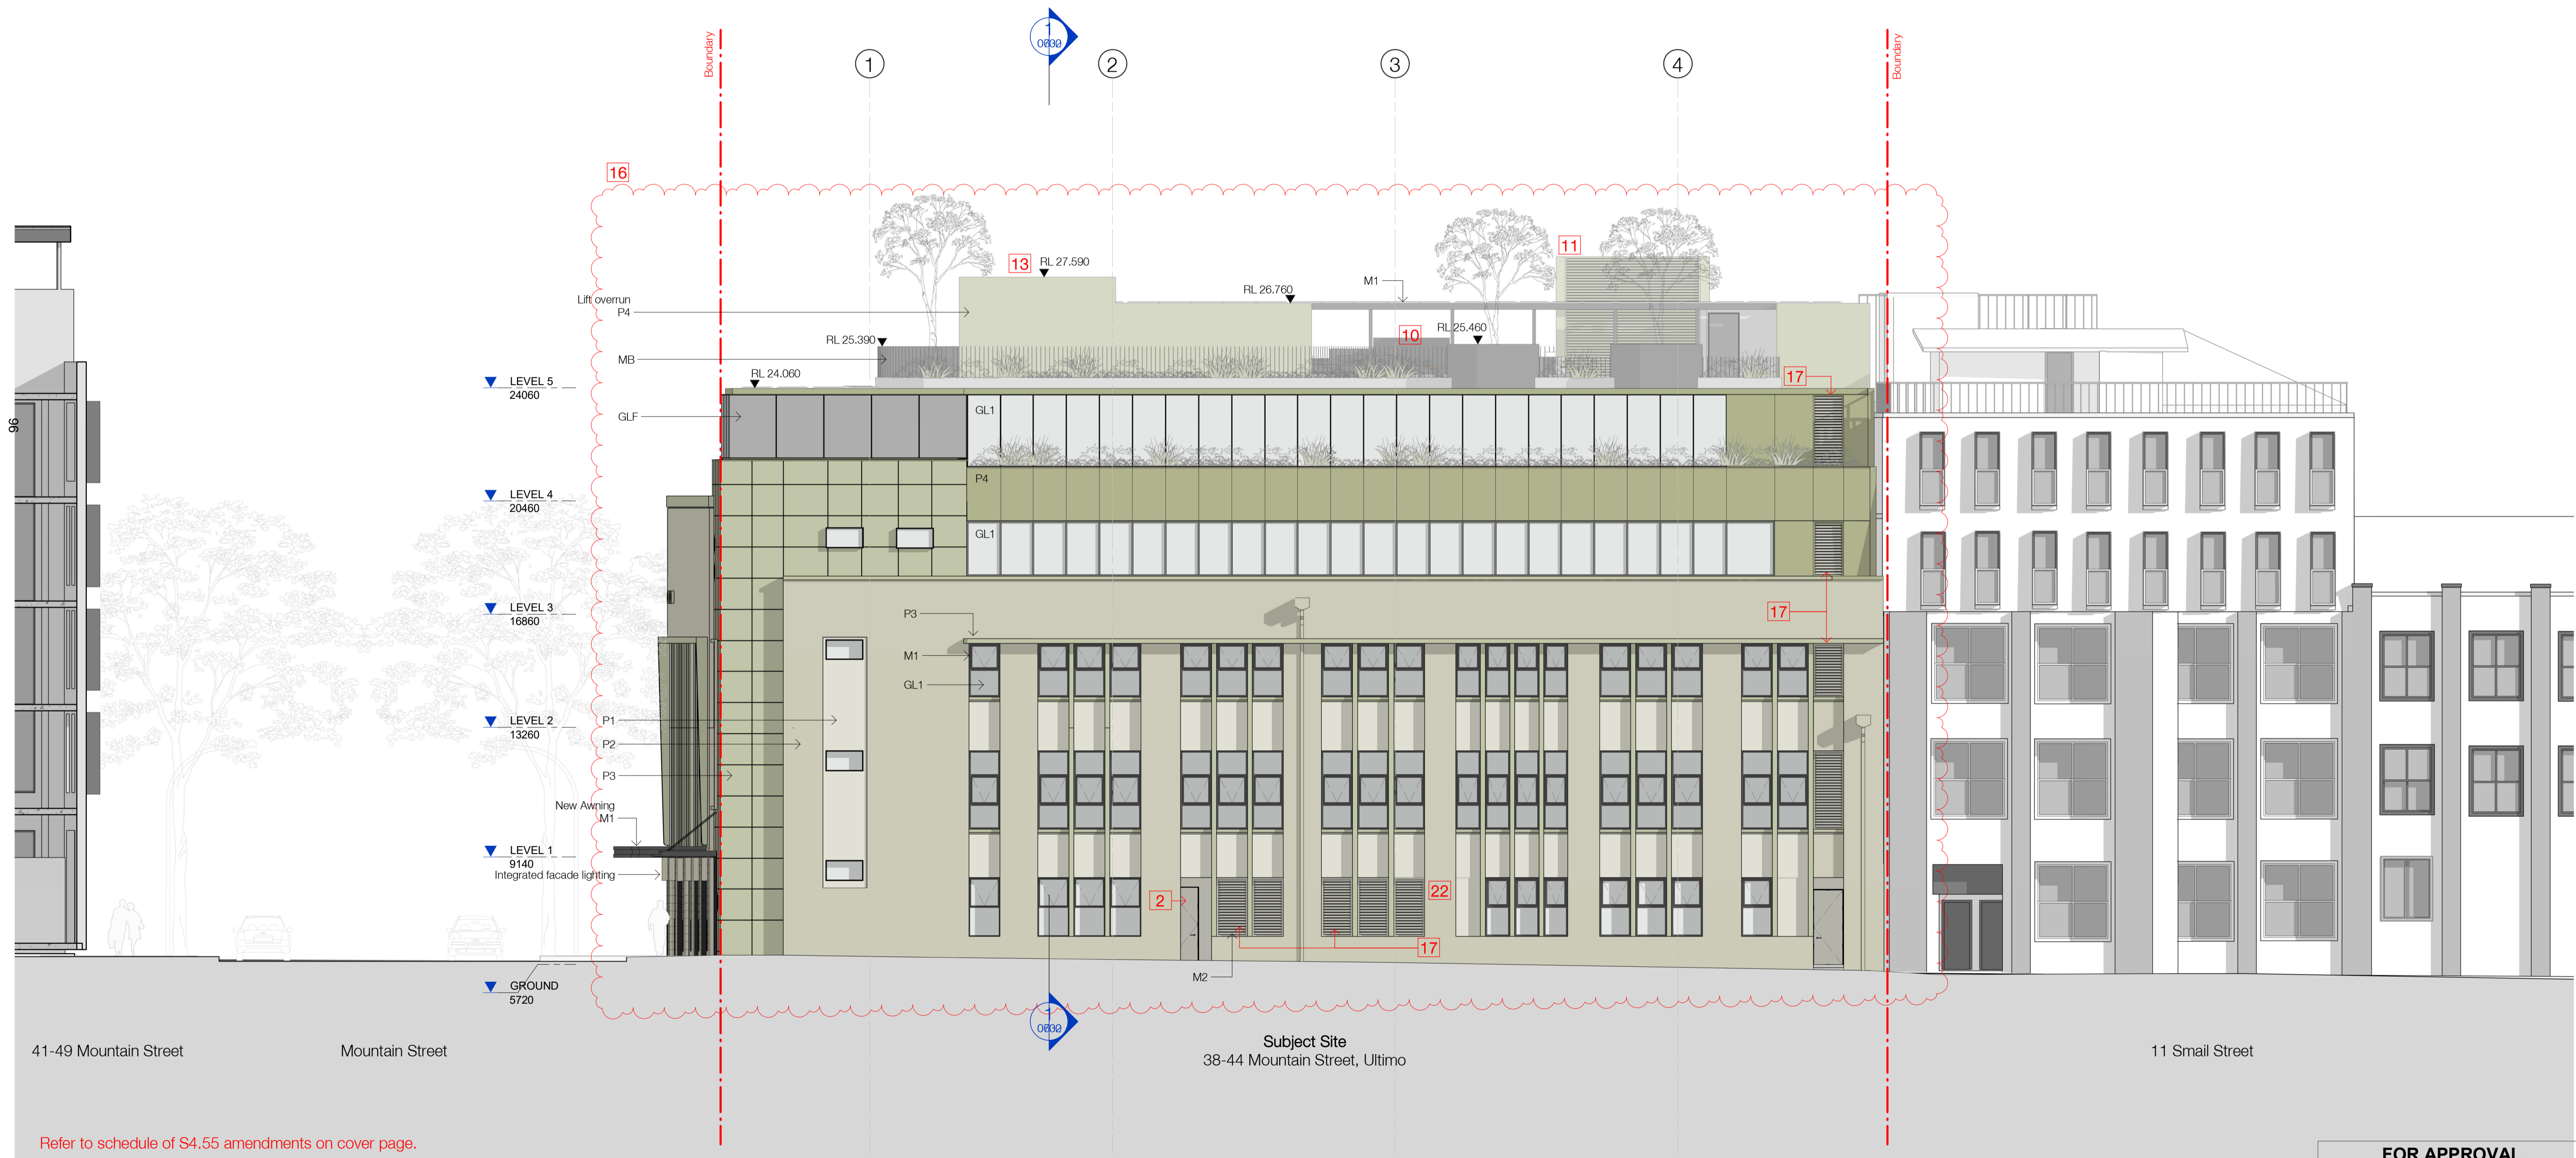 Boundary
Boundary
1
1
2
3
4
16
13
RL 27.590
11
M1
RL 26.760
Lift overrun
P4
10
RL 25.460
RL 25.390
MB
RL 24.060
17
LEVEL 5
24060
GLF
GL1
96
P4
LEVEL 4
20460
GL1
LEVEL 3
16860
P3
17
M1
GL1
LEVEL 2
13260
P1
P2
P3
New Awning
M1
LEVEL 1
9140
Integrated facade lighting
2
22
17
M2
GROUND
5720
1
Subject Site
38-44 Mountain Street, Ultimo
41-49 Mountain Street
Mountain Street
11 Smail Street
Refer to schedule of S4.55 amendments on cover page.
FOR APPROVAL